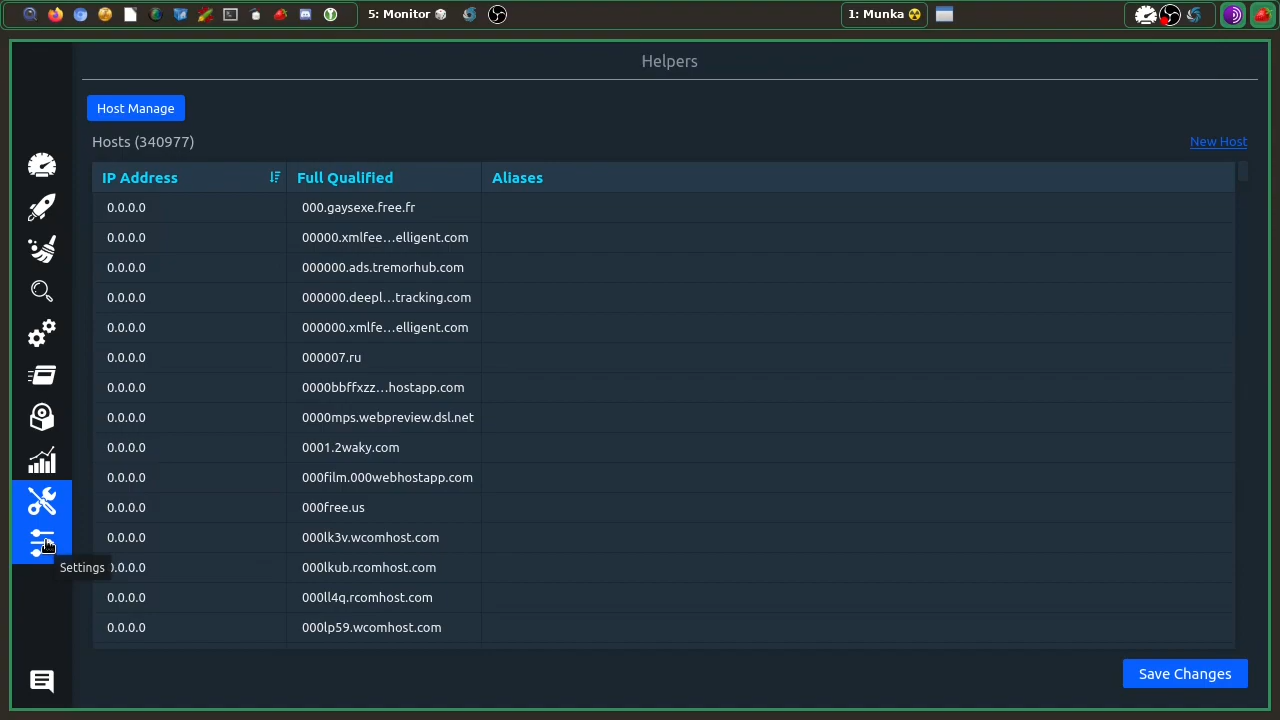 5: Monitor
1: Munka
Helpers
Host Manage
Hosts (340977)
New Host
IP Address Full Qualified Aliases
0.0.0.0 000.gaysexe.free.fr
0.0.0.0 00000.xmlfee…elligent.com
0.0.0.0 000000.ads.tremorhub.com
0.0.0.0 000000.deepl…tracking.com
0.0.0.0 000000.xmlfe…elligent.com
0.0.0.0 000007.ru
0.0.0.0 0000bbffxzz…hostapp.com
0.0.0.0 0000mps.webpreview.dsl.net
0.0.0.0 0001.2waky.com
0.0.0.0 000film.000webhostapp.com
0.0.0.0 000free.us
0.0.0.0 000lk3v.wcomhost.com
Settings
0.0.0.0 000lkub.rcomhost.com
0.0.0.0 000ll4q.rcomhost.com
0.0.0.0 000lp59.wcomhost.com
Save Changes